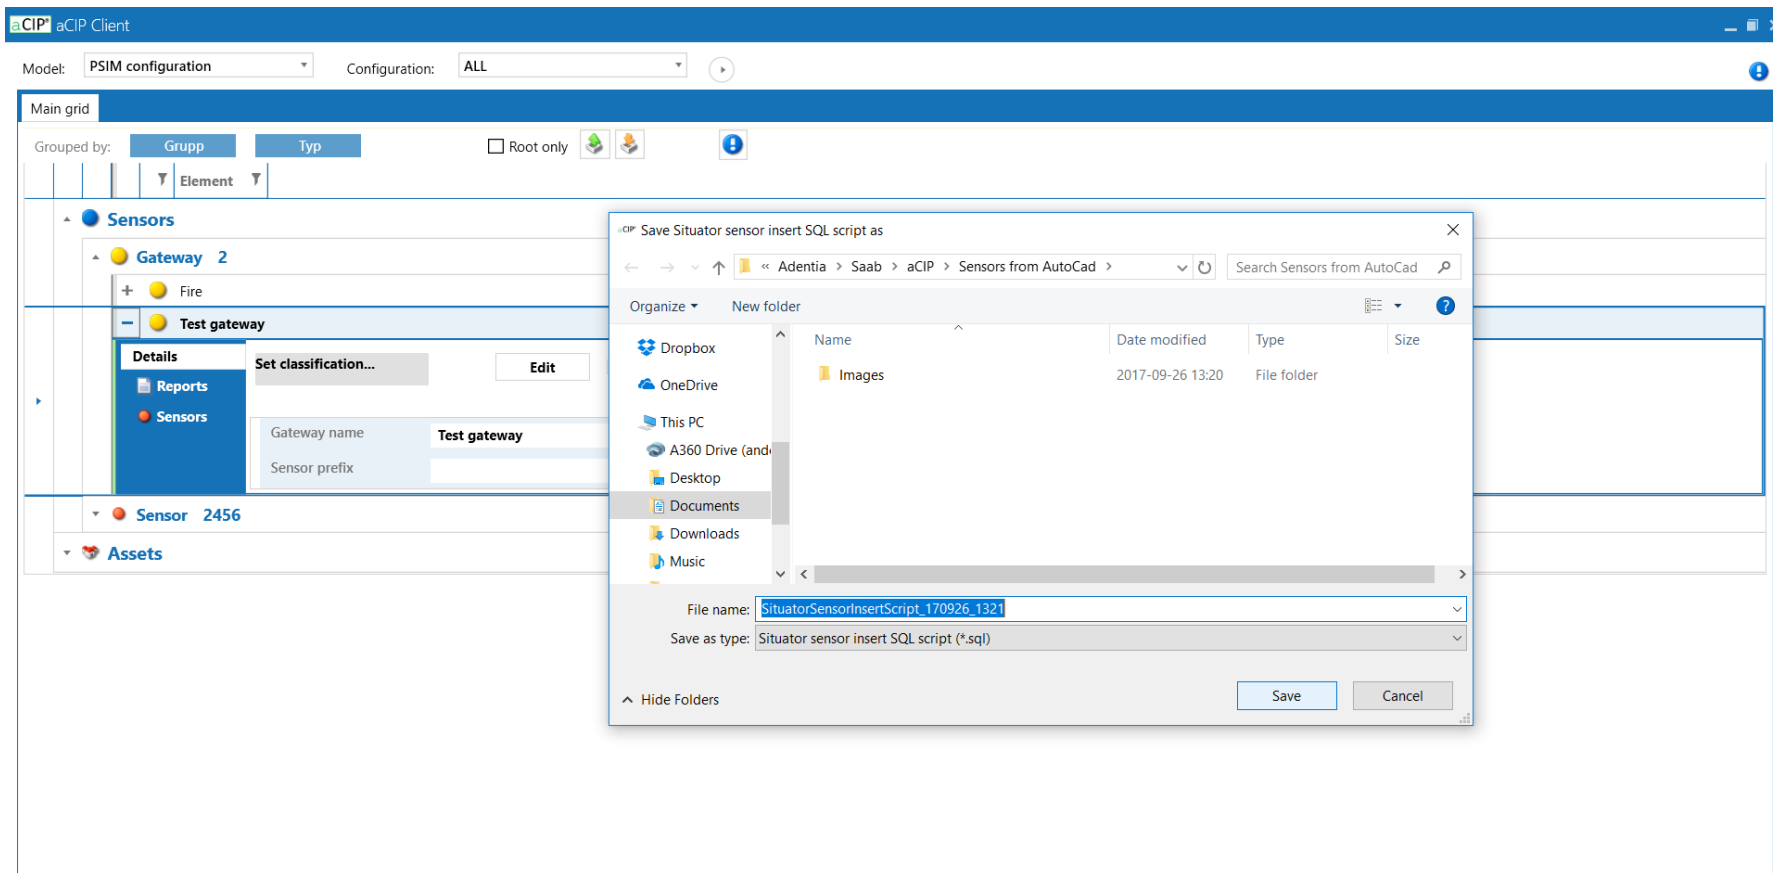 aCIP® aCIP Client
Model: PSIM configuration Configuration: ALL
Main grid
Grouped by: Grupp Typ Root only
Element
Sensors
Gateway 2
Fire
Test gateway
Details
Reports
Sensors
Set classification...
Edit
Gateway name Test gateway
Sensor prefix
Sensor 2456
Assets
aCIP® Save Situator sensor insert SQL script as
« Adentia > Saab > aCIP > Sensors from AutoCad >
Search Sensors from AutoCad
Organize New folder
Name Date modified Type Size
Images 2017-09-26 13:20 File folder
Dropbox
OneDrive
This PC
A360 Drive (and
Desktop
Documents
Downloads
Music
File name: SituatorSensorInsertScript_170926_1321
Save as type: Situator sensor insert SQL script (*.sql)
Hide Folders
Save Cancel